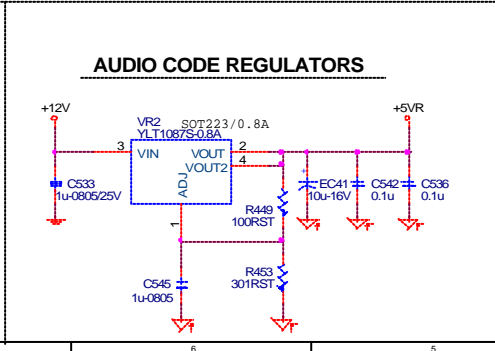 AUDIO CODE REGULATORS
+12V
+5VR
VR2
SOT223/0.8A
YLT1087S-0.8A
3
VIN
VOUT
2
VOUT2
4
ADJ
1
C533
1u-0805/25V
R449
100RST
EC41
10u-16V
+
C542
0.1u
C536
0.1u
C545
1u-0805
R453
301RST
6
5